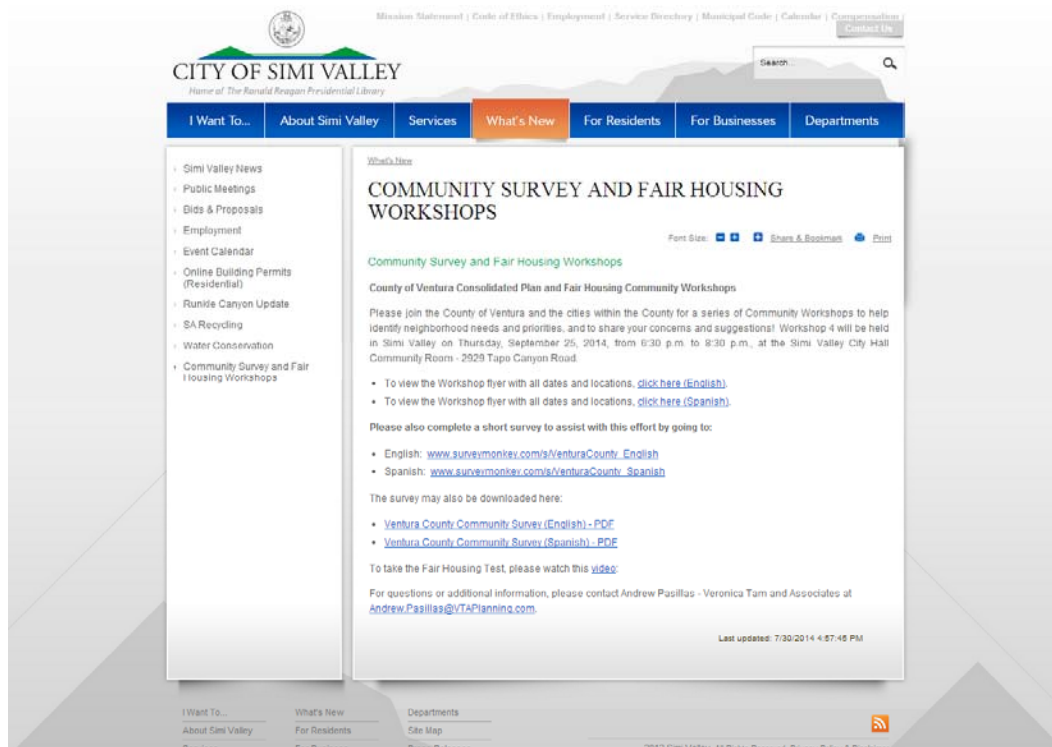 Mission Statement | Code of Ethics | Employment | Service Directory | Municipal Code | Calendar | Compensation |
Contact Us
CITY OF SIMI VALLEY
Home of The Ronald Reagan Presidential Library
Search...
I Want To... About Simi Valley Services What's New For Residents For Businesses Departments
Simi Valley News
Public Meetings
Bids & Proposals
Employment
Event Calendar
Online Building Permits
(Residential)
Runkle Canyon Update
SA Recycling
Water Conservation
Community Survey and Fair
Housing Workshops
What's New
COMMUNITY SURVEY AND FAIR HOUSING
WORKSHOPS
Font Size: Share & Bookmark Print
Community Survey and Fair Housing Workshops
County of Ventura Consolidated Plan and Fair Housing Community Workshops
Please join the County of Ventura and the cities within the County for a series of Community Workshops to help
identify neighborhood needs and priorities, and to share your concerns and suggestions! Workshop 4 will be held
in Simi Valley on Thursday, September 25, 2014, from 6:30 p.m. to 8:30 p.m., at the Simi Valley City Hall
Community Room - 2929 Tapo Canyon Road.
• To view the Workshop flyer with all dates and locations, click here (English).
• To view the Workshop flyer with all dates and locations, click here (Spanish).
Please also complete a short survey to assist with this effort by going to:
• English: www.surveymonkey.com/s/VenturaCounty_English
• Spanish: www.surveymonkey.com/s/VenturaCounty_Spanish
The survey may also be downloaded here:
• Ventura County Community Survey (English) - PDF
• Ventura County Community Survey (Spanish) - PDF
To take the Fair Housing Test, please watch this video:
For questions or additional information, please contact Andrew Pasillas - Veronica Tam and Associates at
Andrew.Pasillas@VTAPlanning.com.
Last updated: 7/30/2014 4:57:45 PM
I Want To... What's New Departments
About Simi Valley For Residents Site Map